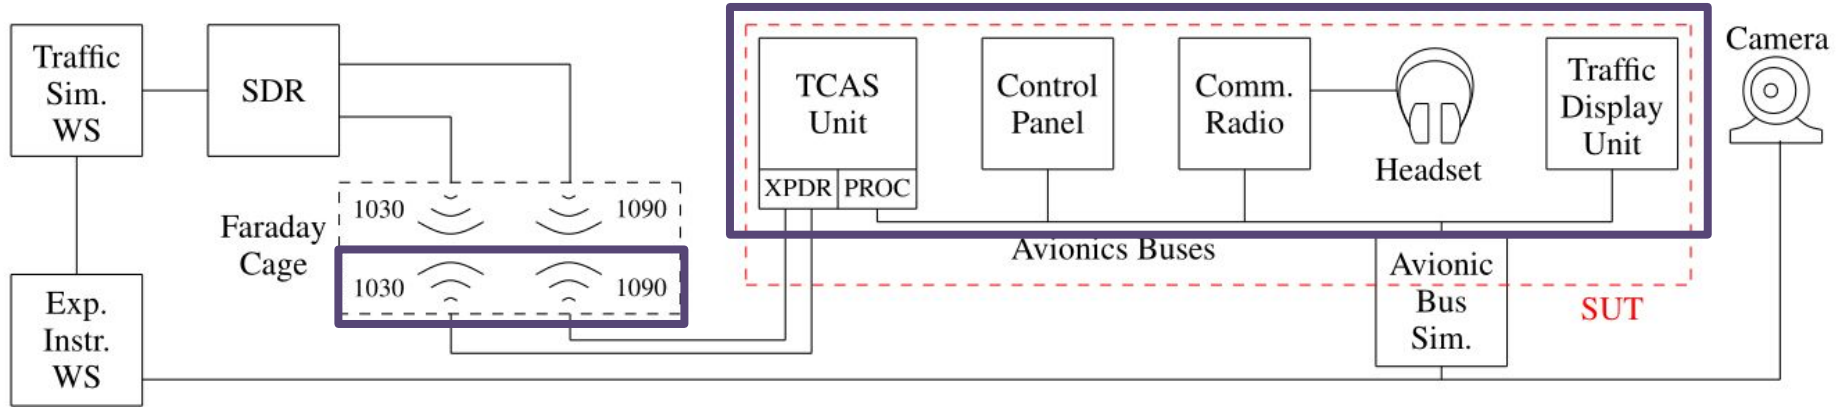 Traffic
Sim.
WS
SDR
TCAS
Unit
XPDR
PROC
Control
Panel
Comm.
Radio
Headset
Traffic
Display
Unit
Camera
Faraday
Cage
1030
1090
1030
1090
Avionics Buses
Avionic
Bus
Sim.
SUT
Exp.
Instr.
WS